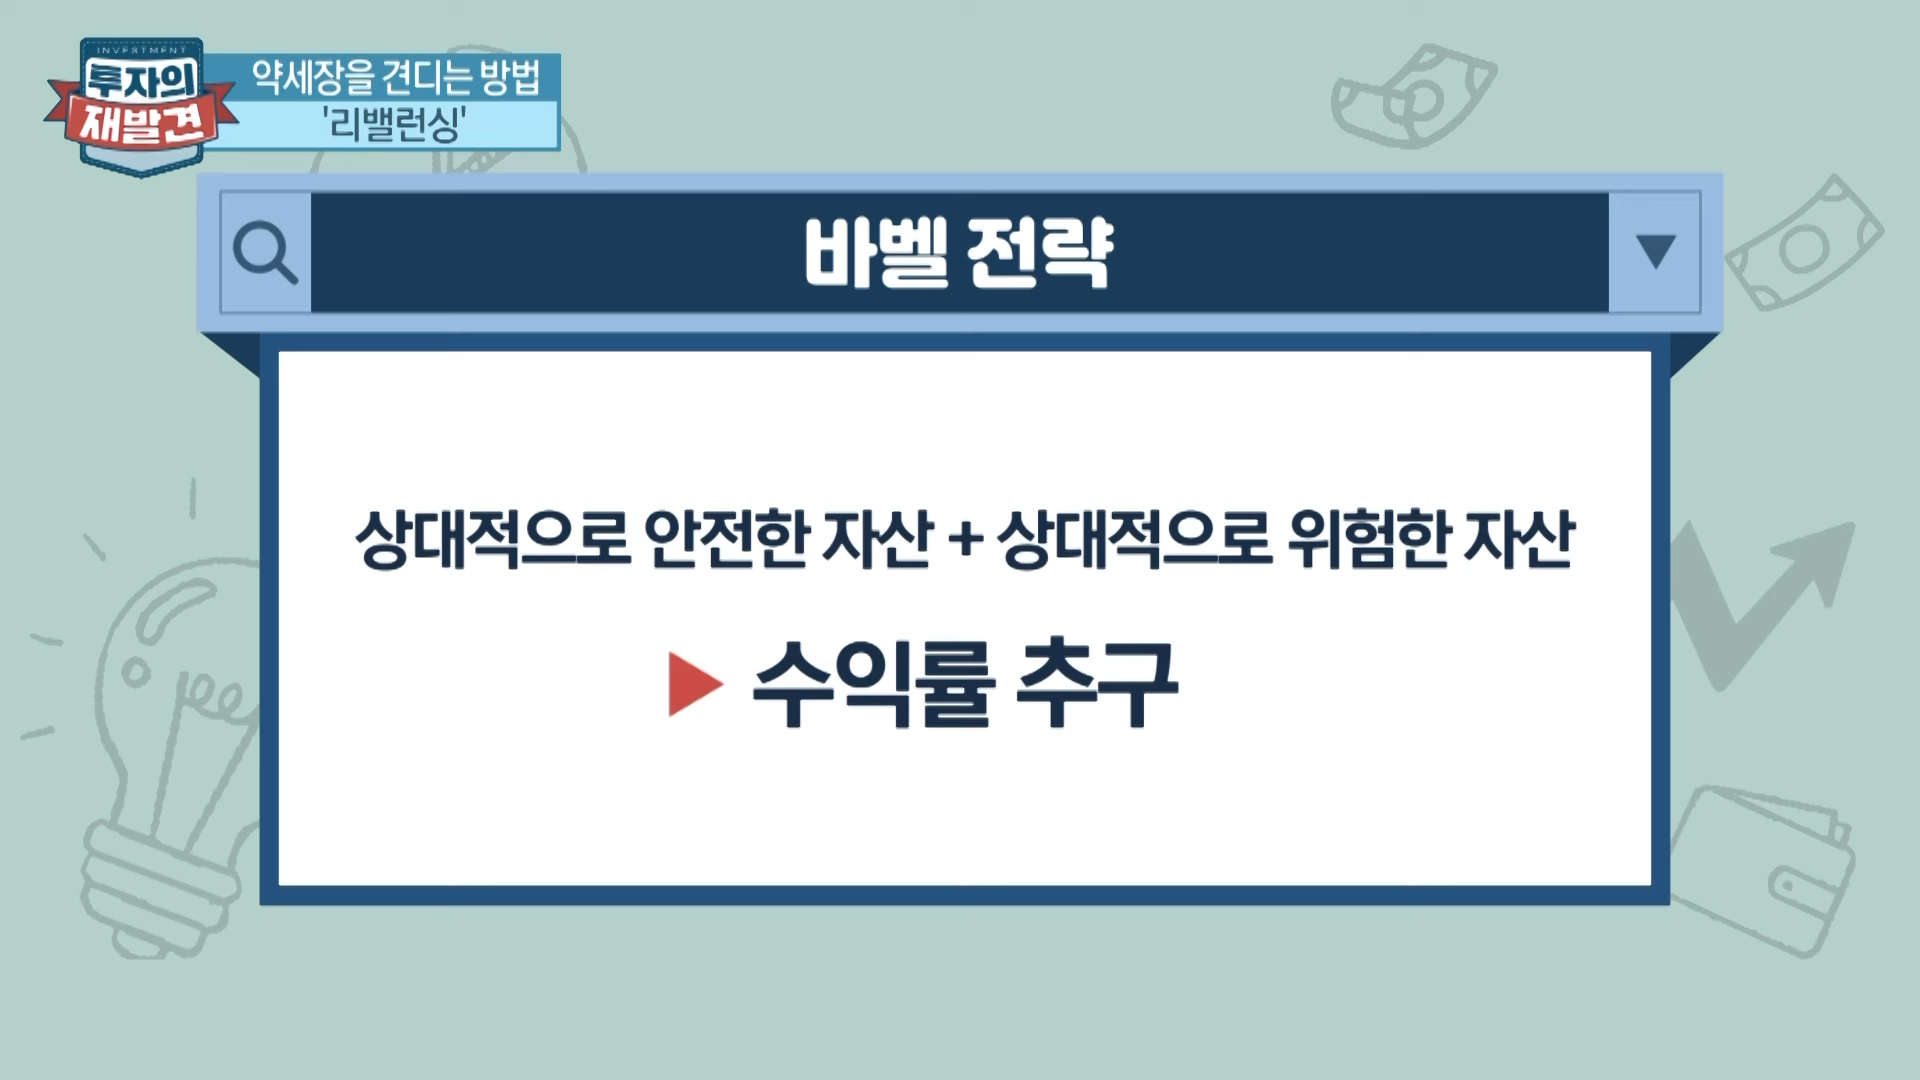 INVESTMENT
투자의
재발견
약세장을 견디는 방법
'리밸런싱'
바벨 전략
상대적으로 안전한 자산 + 상대적으로 위험한 자산
▶ 수익률 추구